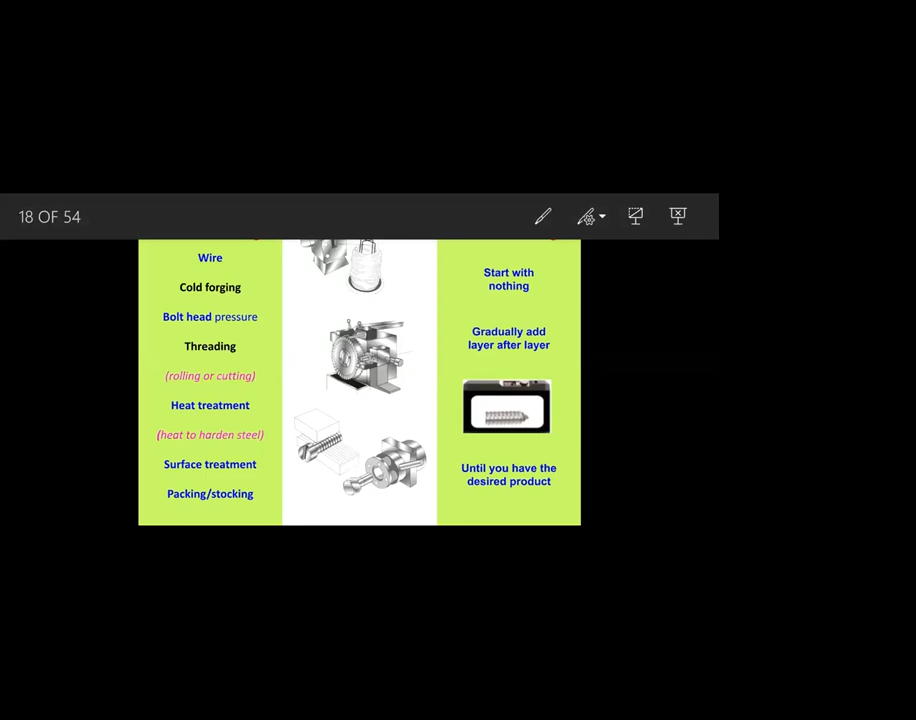 18 OF 54
Wire
Cold forging
Bolt head pressure
Threading
(rolling or cutting)
Heat treatment
(heat to harden steel)
Surface treatment
Packing/stocking
Start with
nothing
Gradually add
layer after layer
Until you have the
desired product